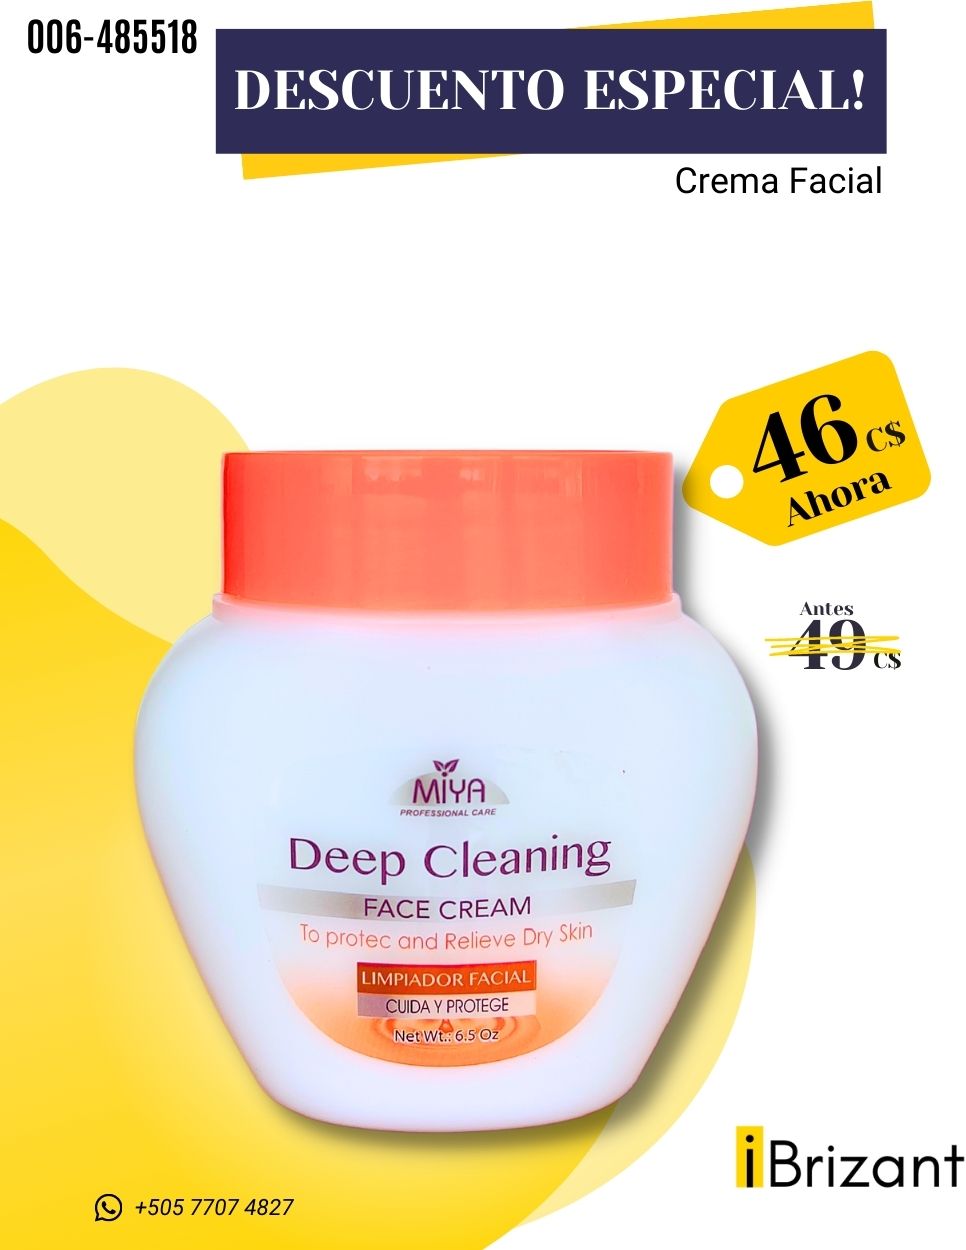 006-485518
DESCUENTO ESPECIAL!
Crema Facial
46 C$
Ahora
Antes
49 C$
MiYA
PROFESSIONAL CARE
Deep Cleaning
FACE CREAM
To protec and Relieve Dry Skin
LIMPIADOR FACIAL
CUIDA Y PROTEGE
Net Wt.: 6.5 Oz
iBrizant
+505 7707 4827